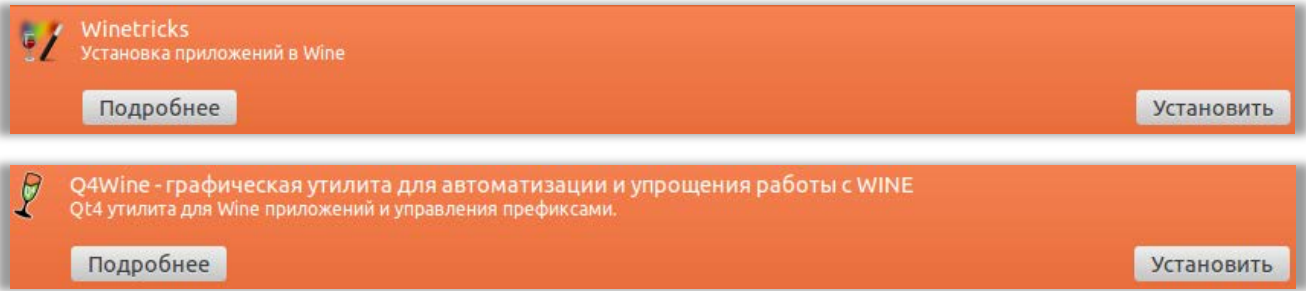 Winetricks
Установка приложений в Wine
Подробнее
Установить
Q4Wine - графическая утилита для автоматизации и упрощения работы с WINE
Qt4 утилита для Wine приложений и управления префиксами.
Подробнее
Установить